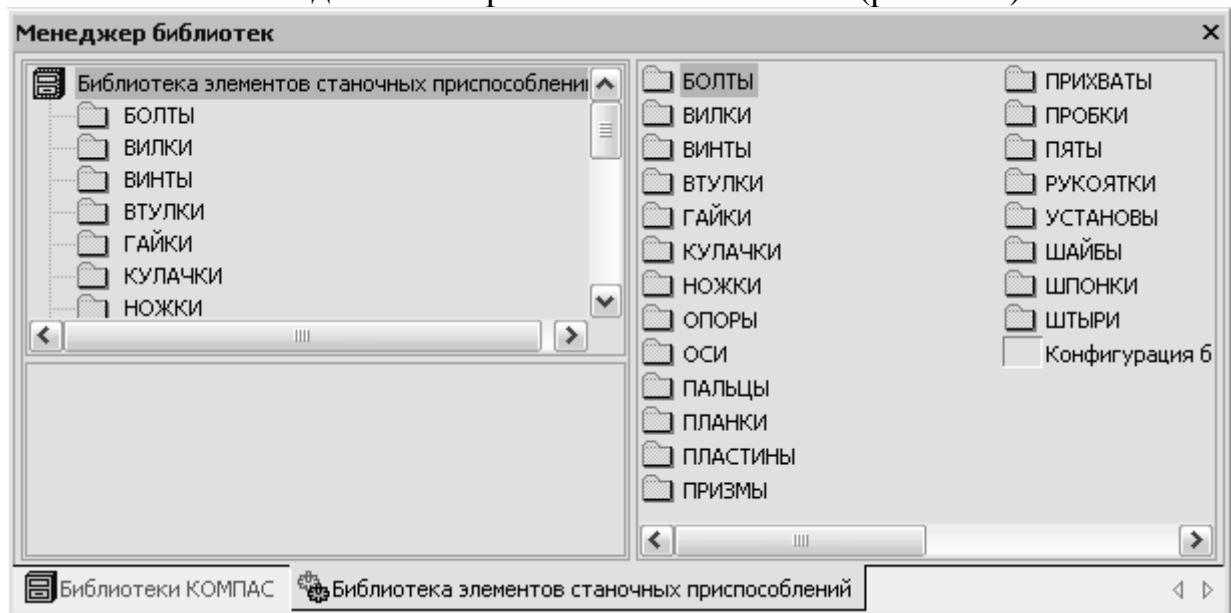 Менеджер библиотек
Библиотека элементов станочных приспособлени
БОЛТЫ
ВИЛКИ
ВИНТЫ
ВТУЛКИ
ГАЙКИ
КУЛАЧКИ
НОЖКИ
БОЛТЫ
ВИЛКИ
ВИНТЫ
ВТУЛКИ
ГАЙКИ
КУЛАЧКИ
НОЖКИ
ОПОРЫ
ОСИ
ПАЛЬЦЫ
ПЛАНКИ
ПЛАСТИНЫ
ПРИЗМЫ
ПРИХВАТЫ
ПРОБКИ
ПЯТЫ
РУКОЯТКИ
УСТАНОВЫ
ШАЙБЫ
ШПОНКИ
ШТЫРИ
Конфигурация б
Библиотеки КОМПАС
Библиотека элементов станочных приспособлений